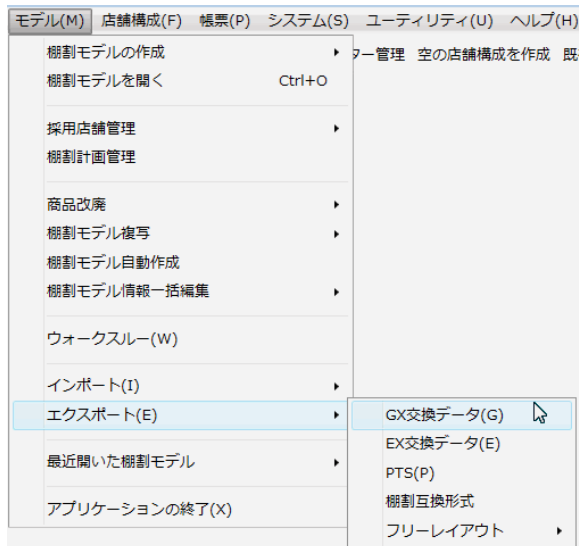 モデル(M) 店舗構成(F) 帳票(P) システム(S) ユーティリティ(U) ヘルプ(H)
ター管理 空の店舗構成を作成
棚割モデルの作成
棚割モデルを開く Ctrl+O
採用店舗管理
棚割計画管理
商品改廃
棚割モデル複写
棚割モデル自動作成
棚割モデル情報一括編集
ウォークスルー(W)
インポート(I)
エクスポート(E)
GX交換データ(G)
EX交換データ(E)
最近開いた棚割モデル
PTS(P)
棚割互換形式
アプリケーションの終了(X)
フリーレイアウト